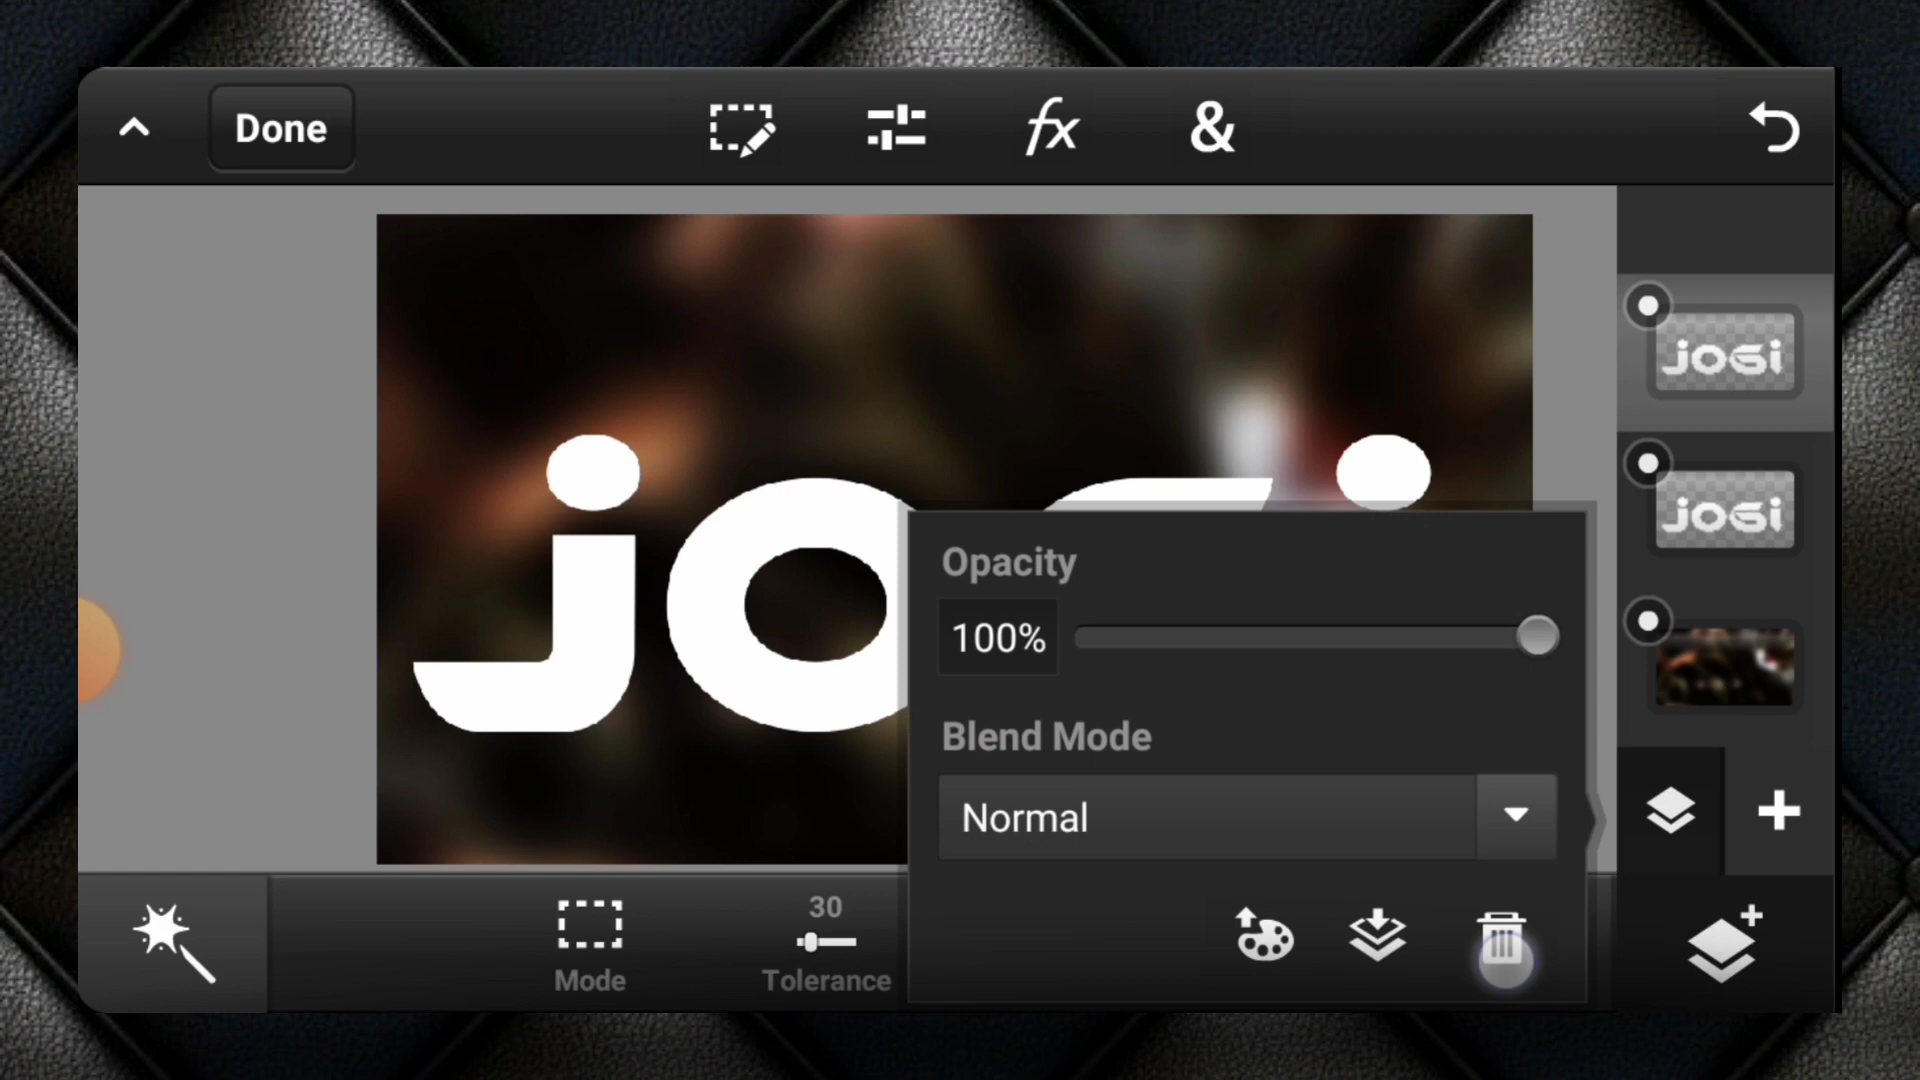 Done
fx
&
JOGi
JOGi
jo
Opacity
100%
Blend Mode
Normal
30
Mode
Tolerance